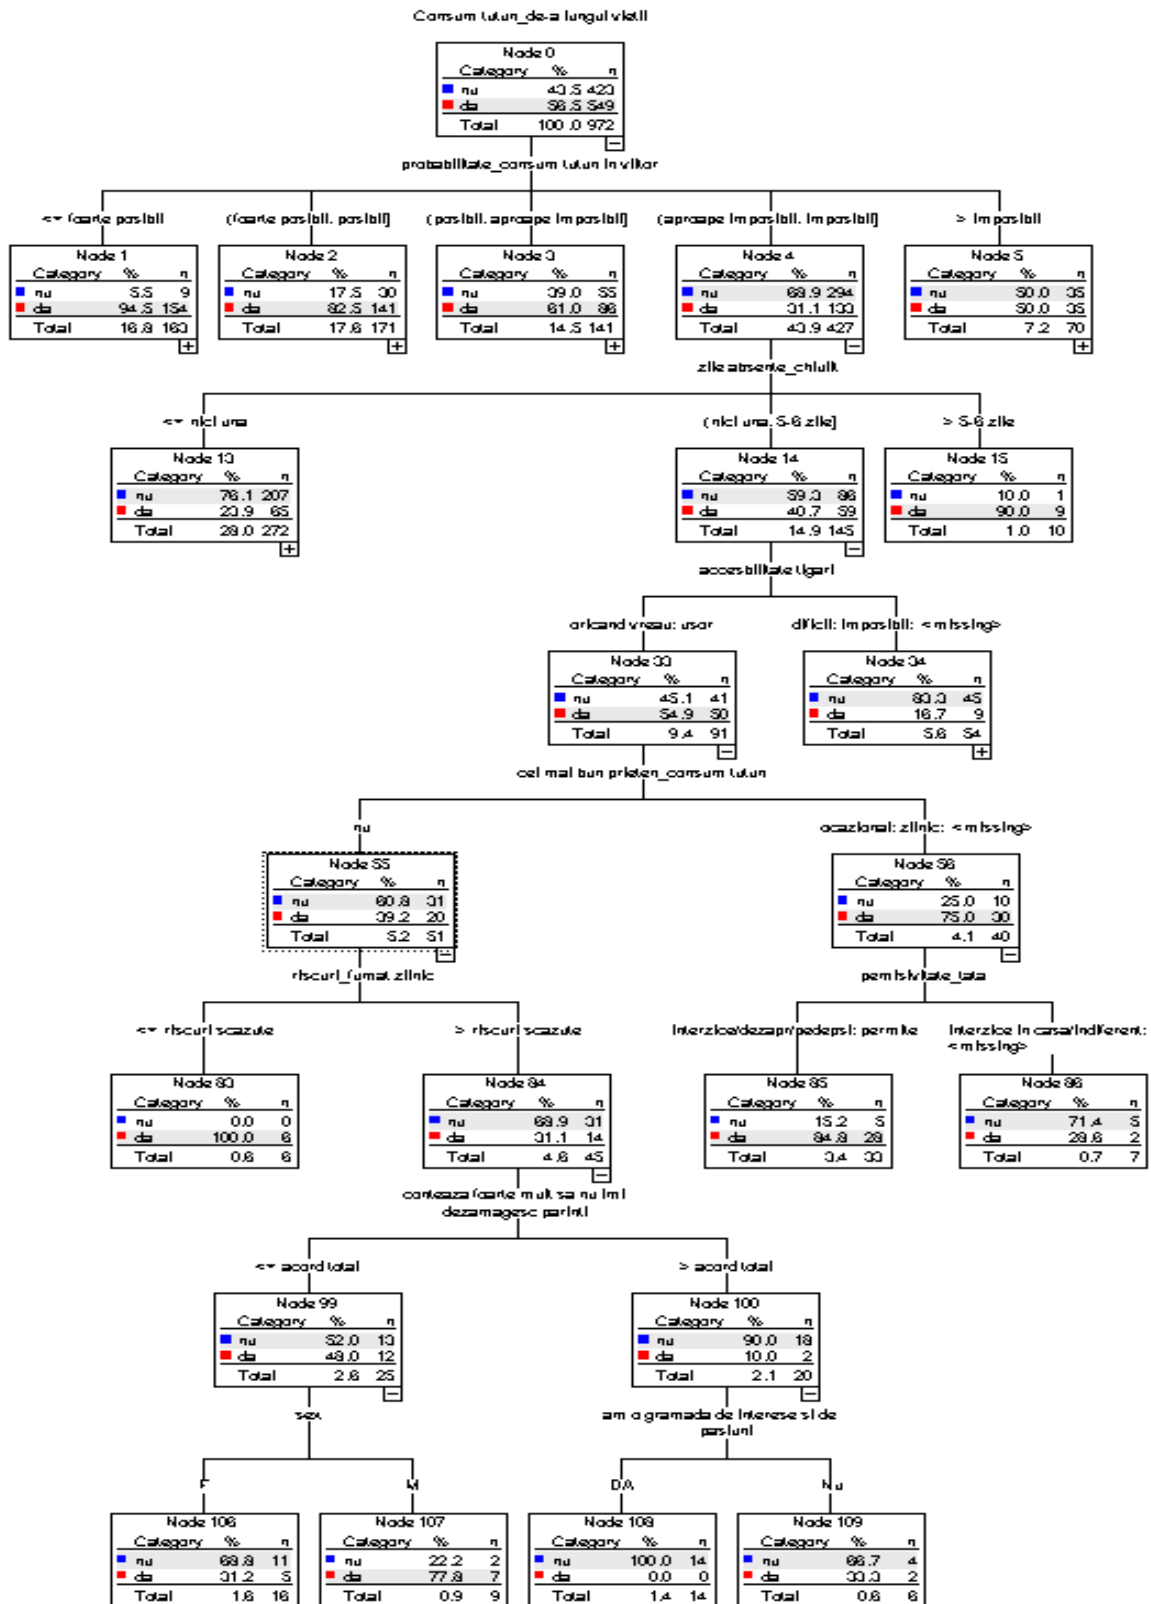 Consum tutun_de-a lungul vietii
Node 0
Category % n
nu 43.5 423
da 56.5 549
Total 100.0 972
probabilitate_consum tutun in viitor
<= foarte posibil
(foarte posibil, posibil]
(posibil, aproape imposibil]
(aproape imposibil, imposibil]
> imposibil
Node 1
Category % n
nu 5.5 9
da 94.5 154
Total 16.8 163
Node 2
Category % n
nu 17.5 30
da 82.5 141
Total 17.6 171
Node 3
Category % n
nu 39.0 55
da 61.0 86
Total 14.5 141
Node 4
Category % n
nu 68.9 294
da 31.1 133
Total 43.9 427
Node 5
Category % n
nu 50.0 35
da 50.0 35
Total 7.2 70
zile absente_chiulit
<= nici una
(nici una, 5-6 zile]
> 5-6 zile
Node 13
Category % n
nu 76.1 207
da 23.9 65
Total 28.0 272
Node 14
Category % n
nu 59.3 86
da 40.7 59
Total 14.9 145
Node 15
Category % n
nu 10.0 1
da 90.0 9
Total 1.0 10
accesbilitate tigari
oricand vreau; usor
dificil; imposibil; <missing>
Node 33
Category % n
nu 45.1 41
da 54.9 50
Total 9.4 91
Node 34
Category % n
nu 83.3 45
da 16.7 9
Total 5.6 54
cel mai bun prieten_consum tutun
nu
ocazional; zilnic; <missing>
Node 55
Category % n
nu 60.8 31
da 39.2 20
Total 5.2 51
Node 56
Category % n
nu 25.0 10
da 75.0 30
Total 4.1 40
riscuri_fumat zilnic
permisivitate_tata
<= riscuri scazute
> riscuri scazute
interzice/dezapr/pedepsi; permite
interzice in casa/indiferent;
<missing>
Node 83
Category % n
nu 0.0 0
da 100.0 6
Total 0.6 6
Node 84
Category % n
nu 68.9 31
da 31.1 14
Total 4.6 45
Node 85
Category % n
nu 15.2 5
da 84.8 28
Total 3.4 33
Node 86
Category % n
nu 71.4 5
da 28.6 2
Total 0.7 7
conteaza foarte mult sa nu imi
dezamagesc parinti
<= acord total
> acord total
Node 99
Category % n
nu 52.0 13
da 48.0 12
Total 2.6 25
Node 100
Category % n
nu 90.0 18
da 10.0 2
Total 2.1 20
sex
am o gramada de interese si de
pasiuni
F
M
DA
Nu
Node 106
Category % n
nu 68.8 11
da 31.2 5
Total 1.6 16
Node 107
Category % n
nu 22.2 2
da 77.8 7
Total 0.9 9
Node 108
Category % n
nu 100.0 14
da 0.0 0
Total 1.4 14
Node 109
Category % n
nu 66.7 4
da 33.3 2
Total 0.6 6